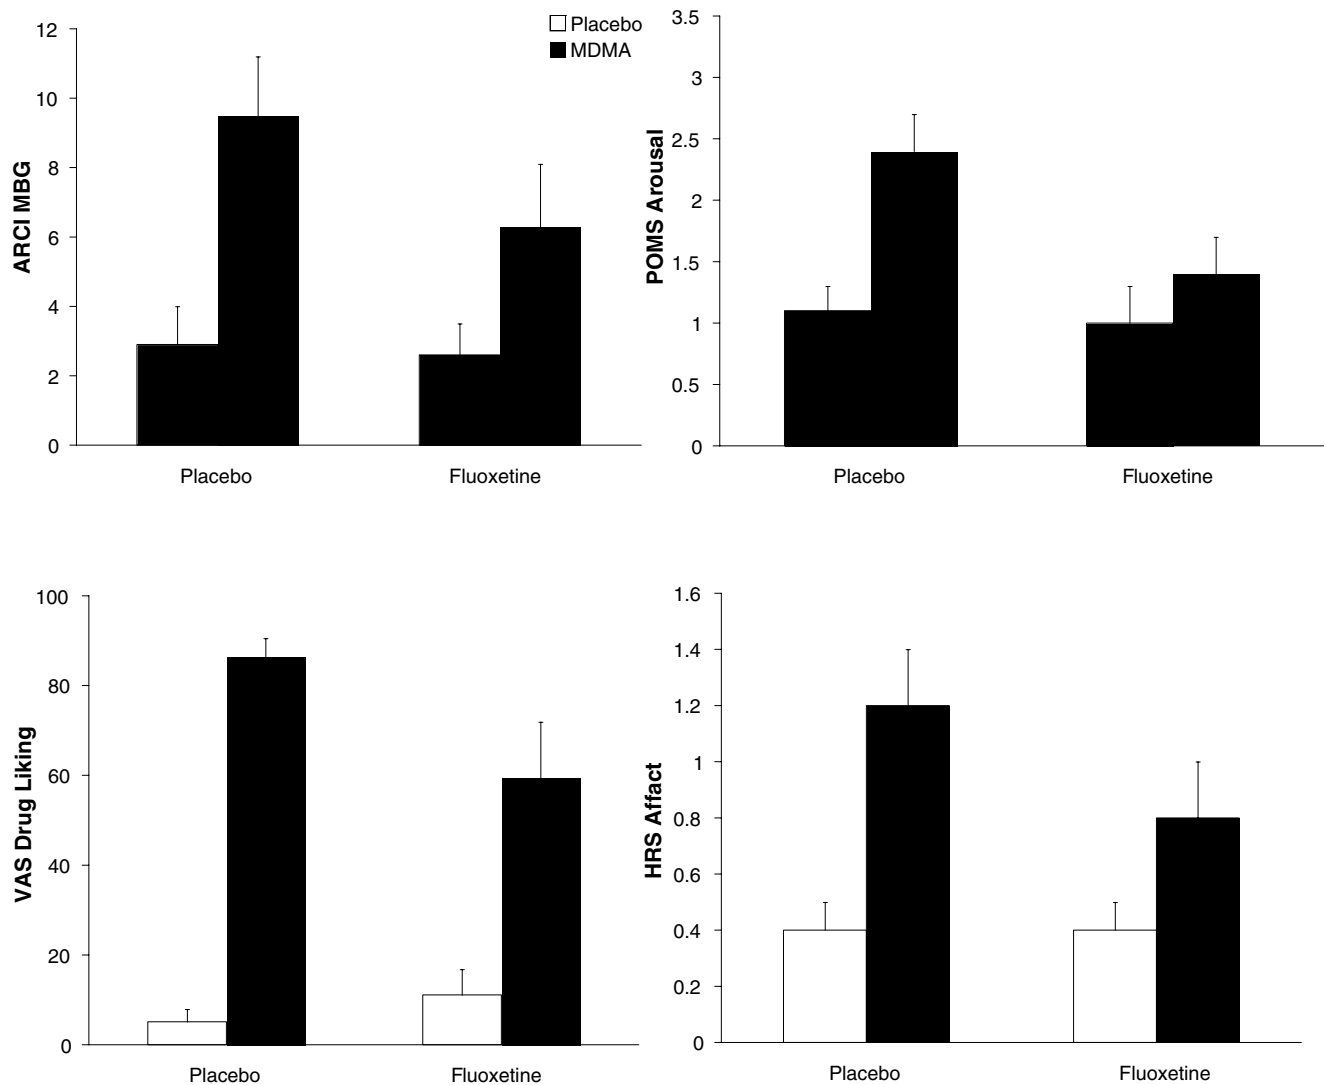 Placebo
MDMA
ARCI MBG
12
10
8
6
4
2
0
Placebo
Fluoxetine
POMS Arousal
3.5
3
2.5
2
1.5
1
0.5
0
Placebo
Fluoxetine
VAS Drug Liking
100
80
60
40
20
0
Placebo
Fluoxetine
HRS Affact
1.6
1.4
1.2
1
0.8
0.6
0.4
0.2
0
Placebo
Fluoxetine